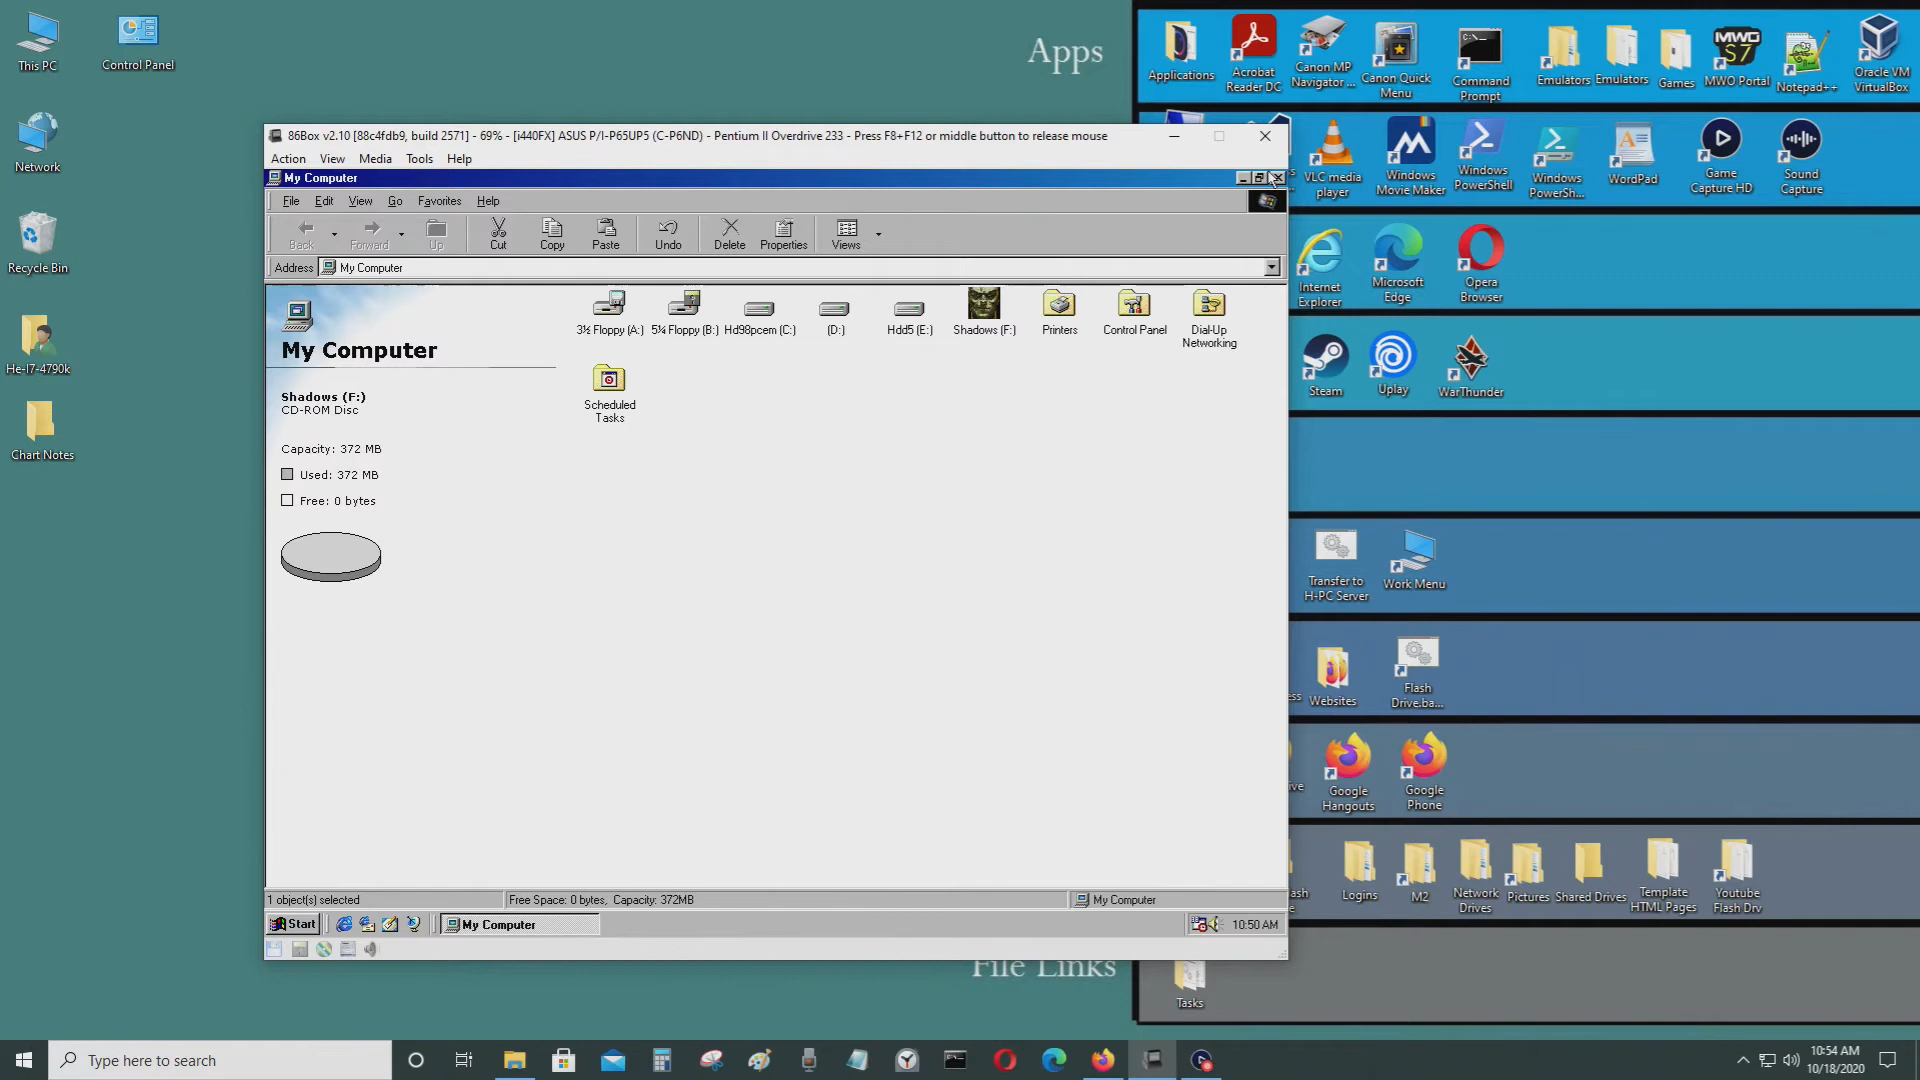 This PC
Control Panel
Network
Recycle Bin
He-I7-4790k
Chart Notes
Apps
Applications
Acrobat
Reader DC
Canon MP
Navigator ...
Canon Quick
Menu
C:\_
Command
Prompt
Emulators
Emulators
Games
MWO
S7
MWO Portal
Notepad++
Oracle VM
VirtualBox
VLC media
player
Windows
Movie Maker
Windows
PowerShell
Windows
PowerSh...
WordPad
Game
Capture HD
Sound
Capture
Internet
Explorer
Microsoft
Edge
Opera
Browser
Steam
Uplay
WarThunder
Transfer to
H-PC Server
Work Menu
Websites
Flash
Drive.ba...
Google
Hangouts
Google
Phone
Logins
M2
Network
Drives
Pictures
Shared Drives
Template
HTML Pages
Youtube
Flash Drv
File Links
Tasks
86Box v2.10 [88c4fdb9, build 2571] - 69% - [i440FX] ASUS P/I-P65UP5 (C-P6ND) - Pentium II Overdrive 233 - Press F8+F12 or middle button to release mouse
Action View Media Tools Help
My Computer
File Edit View Go Favorites Help
Back Forward Up Cut Copy Paste Undo Delete Properties Views
Address My Computer
My Computer
Shadows (F:)
CD-ROM Disc
Capacity: 372 MB
Used: 372 MB
Free: 0 bytes
3½ Floppy (A:)
5¼ Floppy (B:)
Hd98pcem (C:)
(D:)
Hdd5 (E:)
Shadows (F:)
Printers
Control Panel
Dial-Up
Networking
Scheduled
Tasks
1 object(s) selected
Free Space: 0 bytes, Capacity: 372MB
My Computer
Start
My Computer
10:50 AM
Type here to search
10:54 AM
10/18/2020